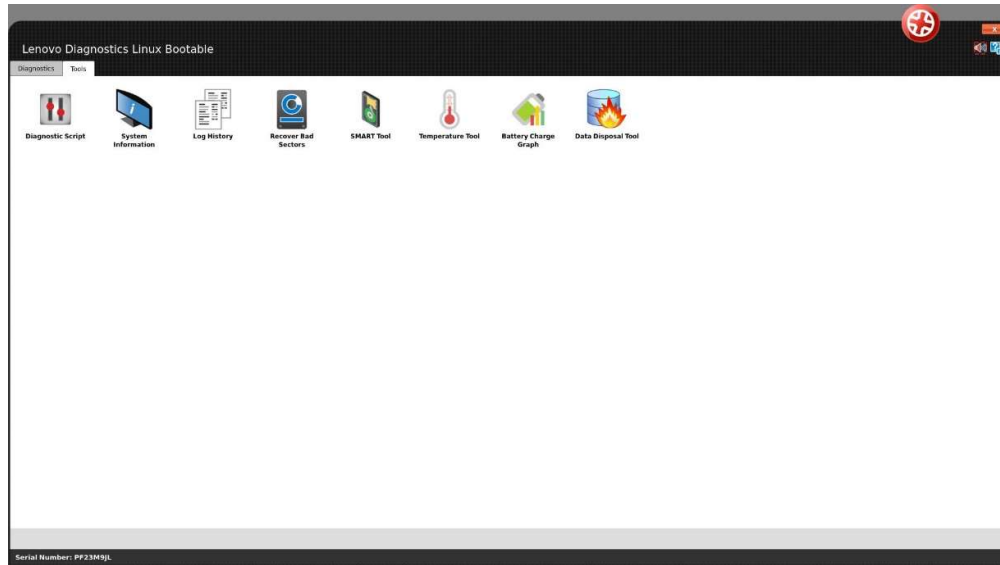 Lenovo Diagnostics Linux Bootable
Diagnostics Tools
Diagnostic Script
System
Information
Log History
Recover Bad
Sectors
SMART Tool
Temperature Tool
Battery Charge
Graph
Data Disposal Tool
Serial Number: PF23M9JL